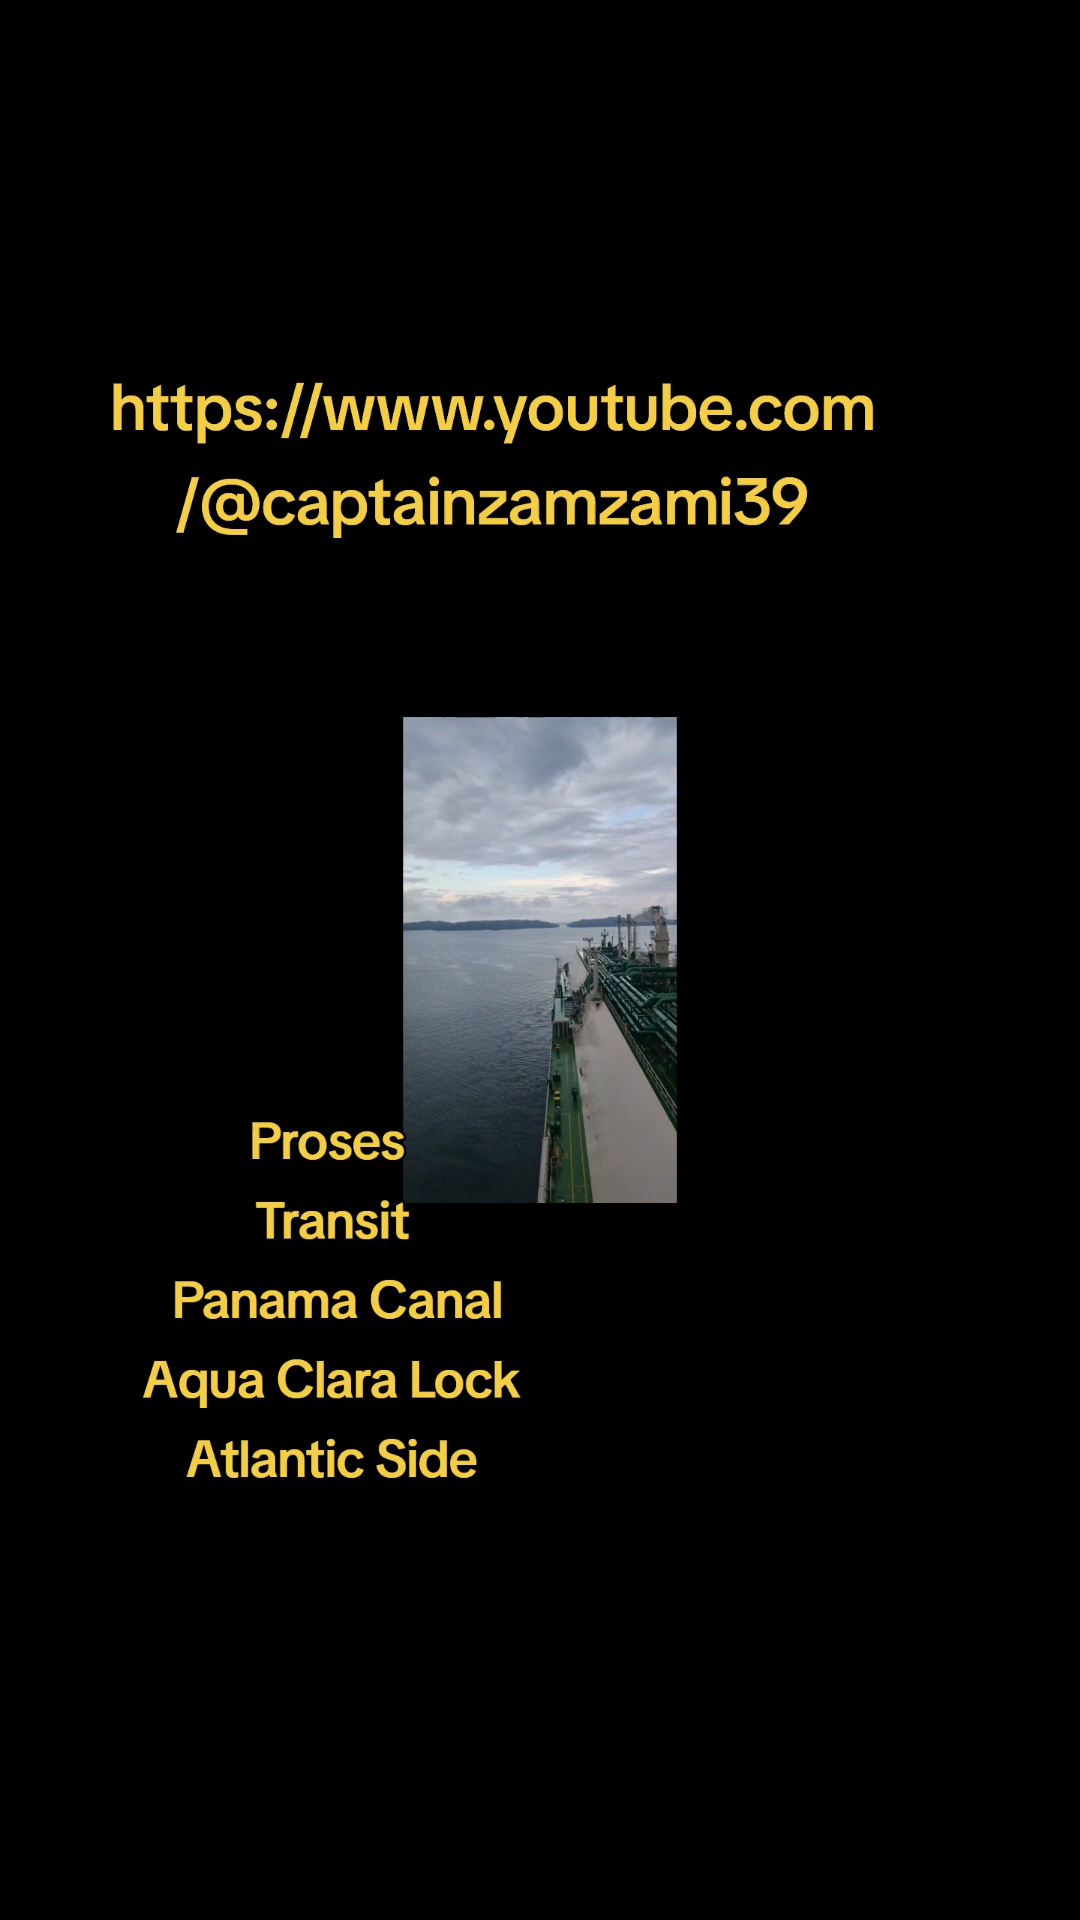 https://www.youtube.com
/@captainzamzami39
Proses
Transit
Panama Canal
Aqua Clara Lock
Atlantic Side